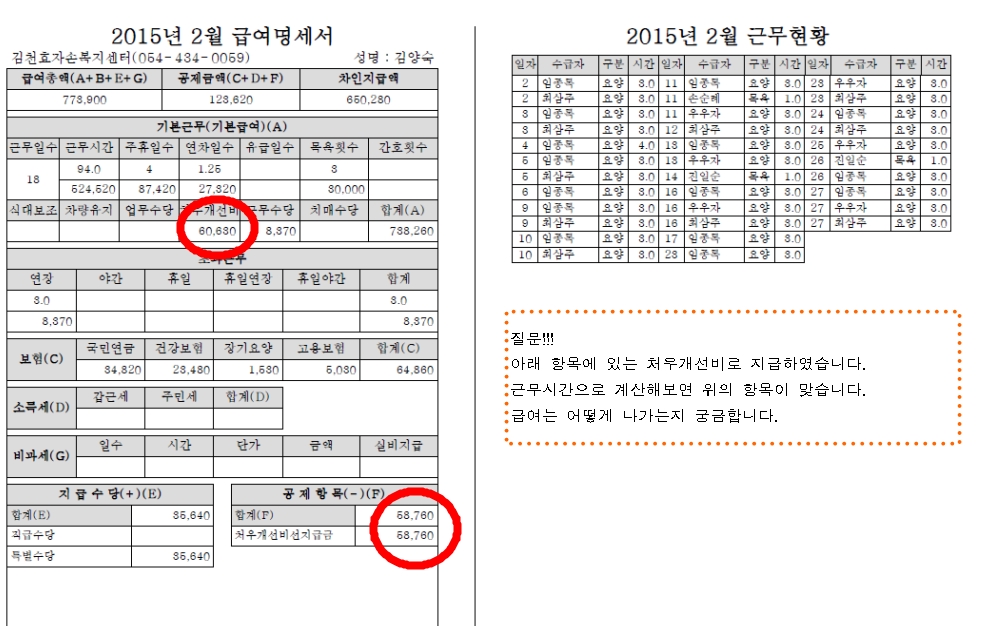 2015년 2월 급여명세서
김천효자손복지센터(054-434-0059) 성명 : 김양숙
급여총액(A+B+E+G) 공제금액(C+D+F) 차인지급액
773,900 123,620 650,280
기본근무(기본급여)(A)
근무일수 근무시간 주휴일수 연차일수 유급일수 목욕횟수 간호횟수
18 94.0 4 1.25 3
524,520 87,420 27,320 30,000
식대보조 차량유지 업무수당 처우개선비 근무수당 치매수당 합계(A)
60,630 8,370 738,260
초과근무
연장 야간 휴일 휴일연장 휴일야간 합계
3.0 3.0
8,370 8,370
보험(C) 국민연금 건강보험 장기요양 고용보험 합계(C)
34,820 23,480 1,530 5,030 64,860
소득세(D) 갑근세 주민세 합계(D)
비과세(G) 일수 시간 단가 금액 실비지급
지 급 수 당(+)(E)
합계(E) 35,640
직급수당
특별수당 35,640
공 제 항 목(-)(F)
합계(F) 58,760
처우개선비선지급금 58,760
2015년 2월 근무현황
일자 수급자 구분 시간 일자 수급자 구분 시간 일자 수급자 구분 시간
2 임종목 요양 3.0 11 임종목 요양 3.0 23 우우자 요양 3.0
2 최삼주 요양 3.0 11 손순례 목욕 1.0 23 최삼주 요양 3.0
3 임종목 요양 3.0 11 우우자 요양 3.0 24 임종목 요양 3.0
3 최삼주 요양 3.0 12 최삼주 요양 3.0 24 최삼주 요양 3.0
4 임종목 요양 4.0 13 임종목 요양 3.0 25 우우자 요양 3.0
5 임종목 요양 3.0 13 우우자 요양 3.0 26 진일순 목욕 1.0
5 최삼주 요양 3.0 14 진일순 목욕 1.0 26 임종목 요양 3.0
6 임종목 요양 3.0 16 임종목 요양 3.0 27 임종목 요양 3.0
9 임종목 요양 3.0 16 우우자 요양 3.0 27 우우자 요양 3.0
9 최삼주 요양 3.0 16 최삼주 요양 3.0 27 최삼주 요양 3.0
10 임종목 요양 3.0 17 임종목 요양 3.0
10 최삼주 요양 3.0 23 임종목 요양 3.0
질문!!!
아래 항목에 있는 처우개선비로 지급하였습니다.
근무시간으로 계산해보면 위의 항목이 맞습니다.
급여는 어떻게 나가는지 궁금합니다.